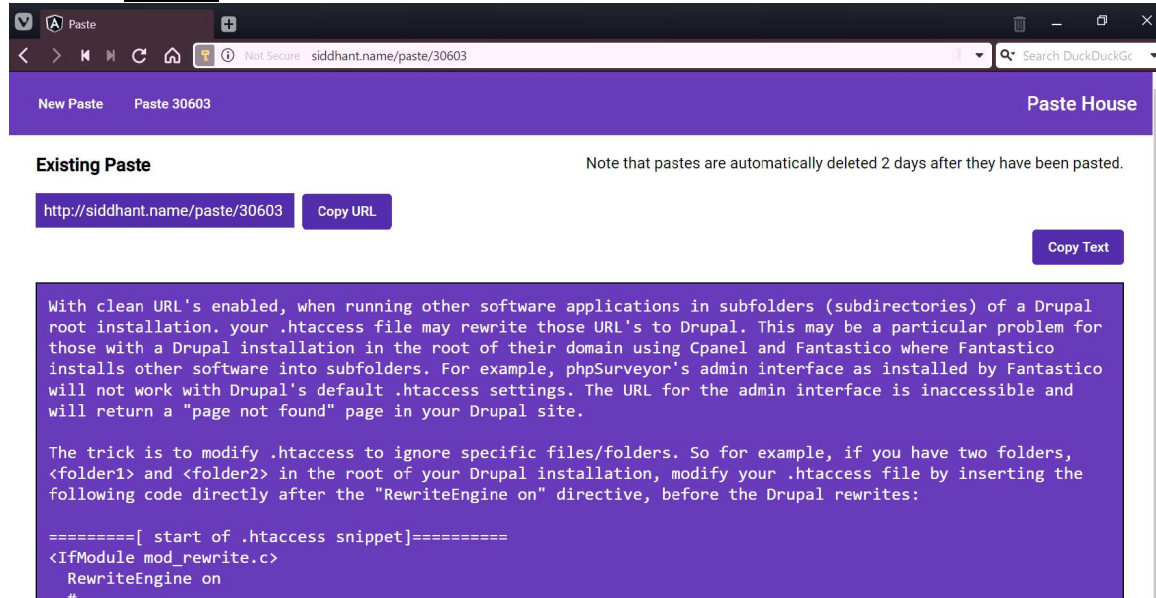 Paste
Not Secure siddhant.name/paste/30603
Search DuckDuckGc
New Paste Paste 30603 Paste House
Existing Paste Note that pastes are automatically deleted 2 days after they have been pasted.
http://siddhant.name/paste/30603 Copy URL
Copy Text
With clean URL's enabled, when running other software applications in subfolders (subdirectories) of a Drupal
root installation. your .htaccess file may rewrite those URL's to Drupal. This may be a particular problem for
those with a Drupal installation in the root of their domain using Cpanel and Fantastico where Fantastico
installs other software into subfolders. For example, phpSurveyor's admin interface as installed by Fantastico
will not work with Drupal's default .htaccess settings. The URL for the admin interface is inaccessible and
will return a "page not found" page in your Drupal site.
The trick is to modify .htaccess to ignore specific files/folders. So for example, if you have two folders,
<folder1> and <folder2> in the root of your Drupal installation, modify your .htaccess file by inserting the
following code directly after the "RewriteEngine on" directive, before the Drupal rewrites:
=========[ start of .htaccess snippet]==========
<IfModule mod_rewrite.c>
RewriteEngine on
#